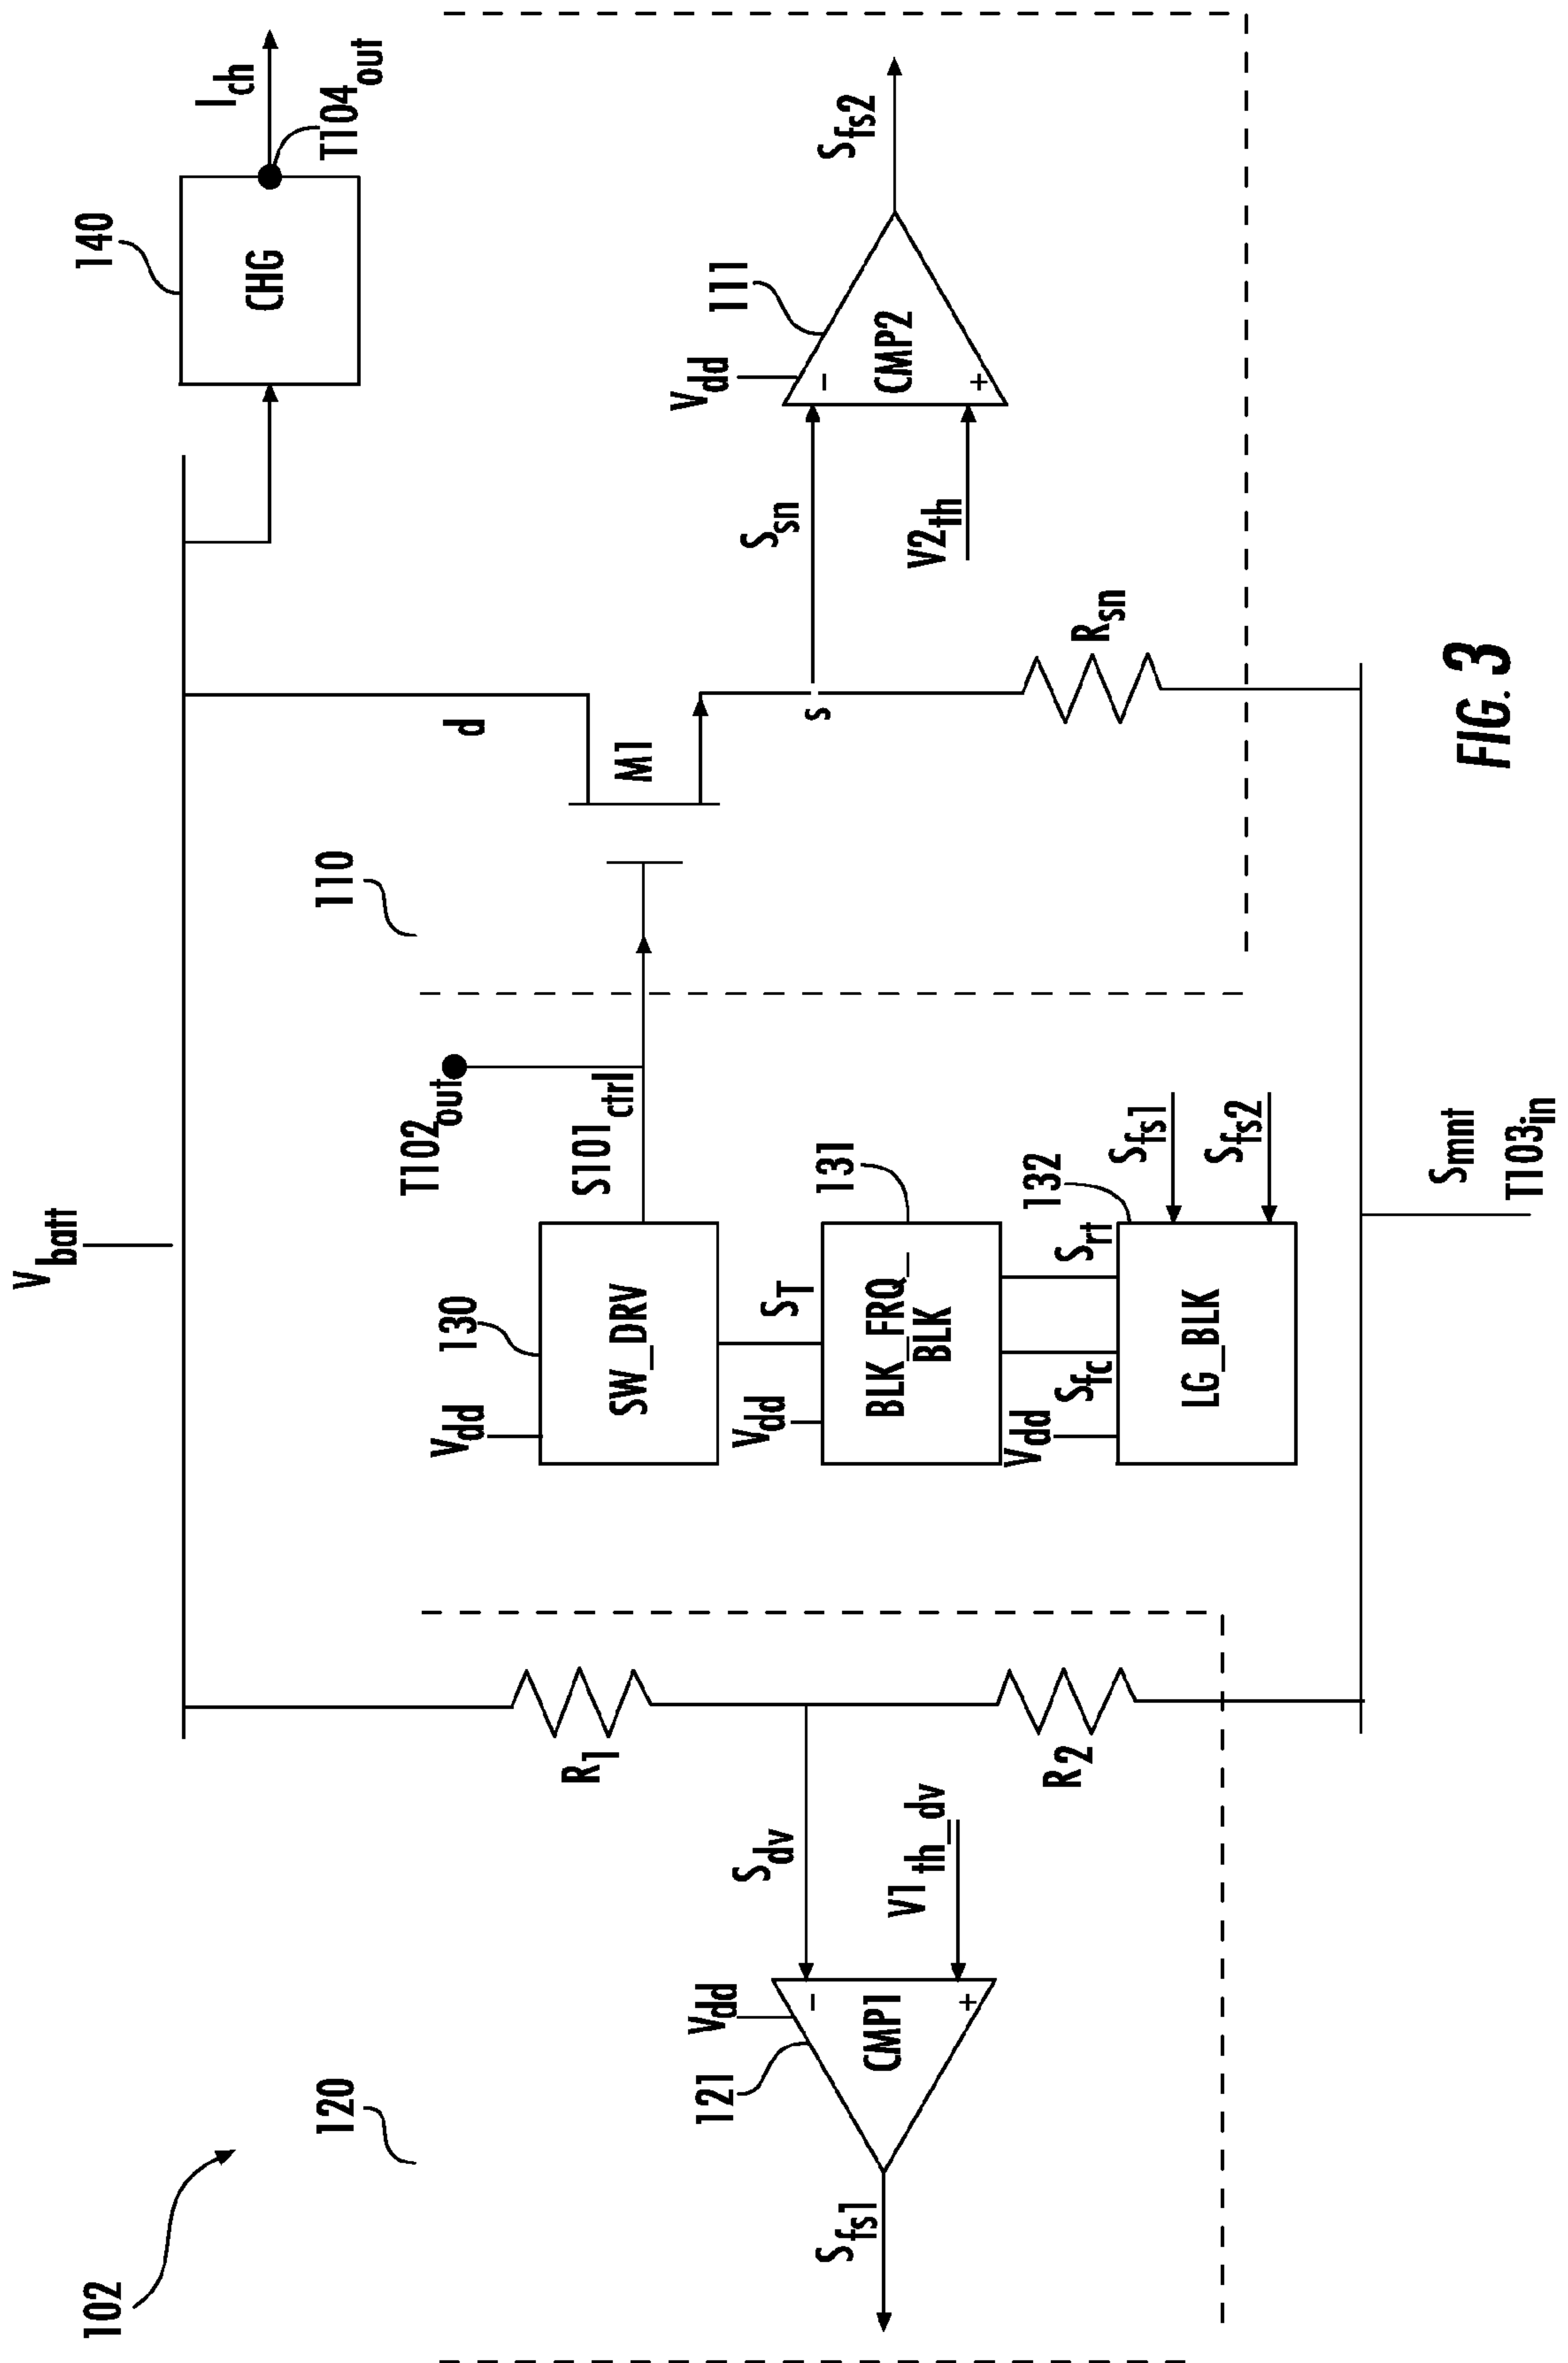 102
V_batt
120
110
140
CHG
I_ch
T104_out
T102_out
d
V_dd
130
SW_DRV
S101_ctrl
M1
R_1
S_dv
V_dd
121
CMP1
−
+
V1_th_dv
S_fs1
R_2
V_dd
S_T
BLK_FRQ_
BLK
131
s
S_sn
V_dd
111
CMP2
−
+
V2_th
S_fs2
V_dd
S_fc
S_rt
132
LG_BLK
S_fs1
S_fs2
R_sn
S_mnt
T103_in
FIG. 3